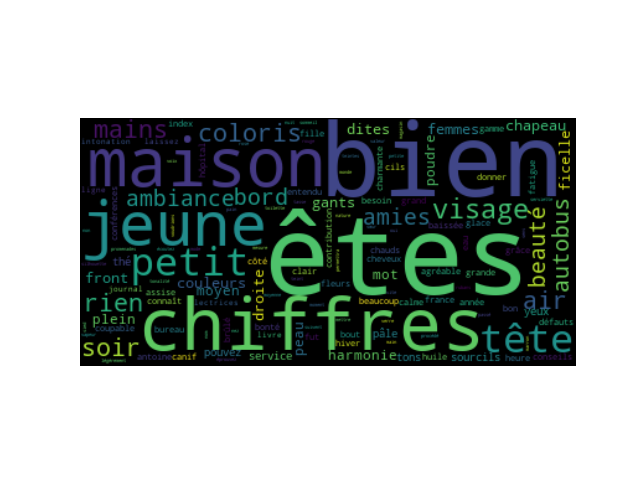 mains
index
coloris
fille
dites
femmes
gamme
chapeau
intonation
laissez
maison
bien
hôpital
charmante
poudre
cils
donner
fatigue
ficelle
ligne
conférences
ambiance
bord
entendu
gants
besoin
grand
visage
jeune
êtes
contribution
amies
baissée
glace
beaute
autobus
thé
petit
côté
clair
mot
chauds
cheveux
agréable
grande
grâce
front
couleurs
moyen
fleurs
journal
assise
connaît
lectrices
droite
beaucoup
calme
france
année
bon
air
yeux
rien
plein
chiffres
tête
défauts
coupable
bureau
brûlé
bonté
livre
peau
fut
bout
hiver
pâle
soir
antoine
canif
pouvez
service
harmonie
tons
huile
sourcils
heure
conseils